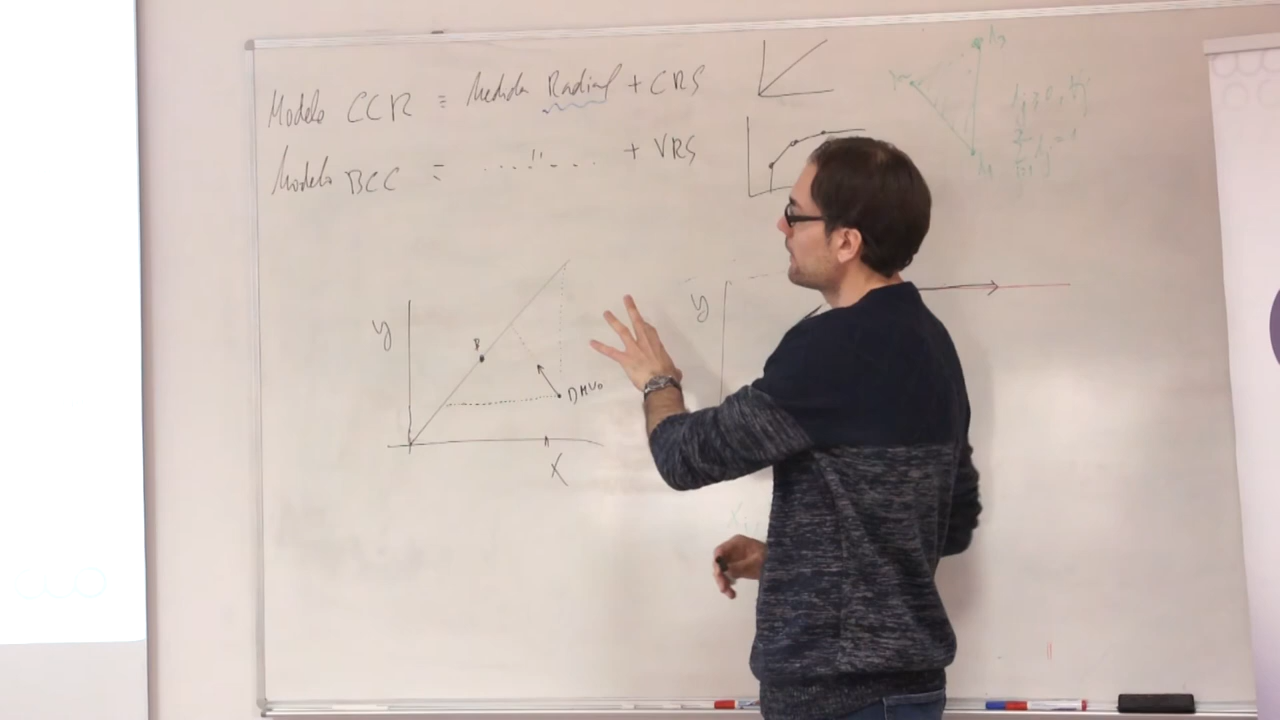 Modelo CCR = Medida Radial + CRS
Modelo BCC = ....!!.... + VRS
y
B
DMU₀
X
y